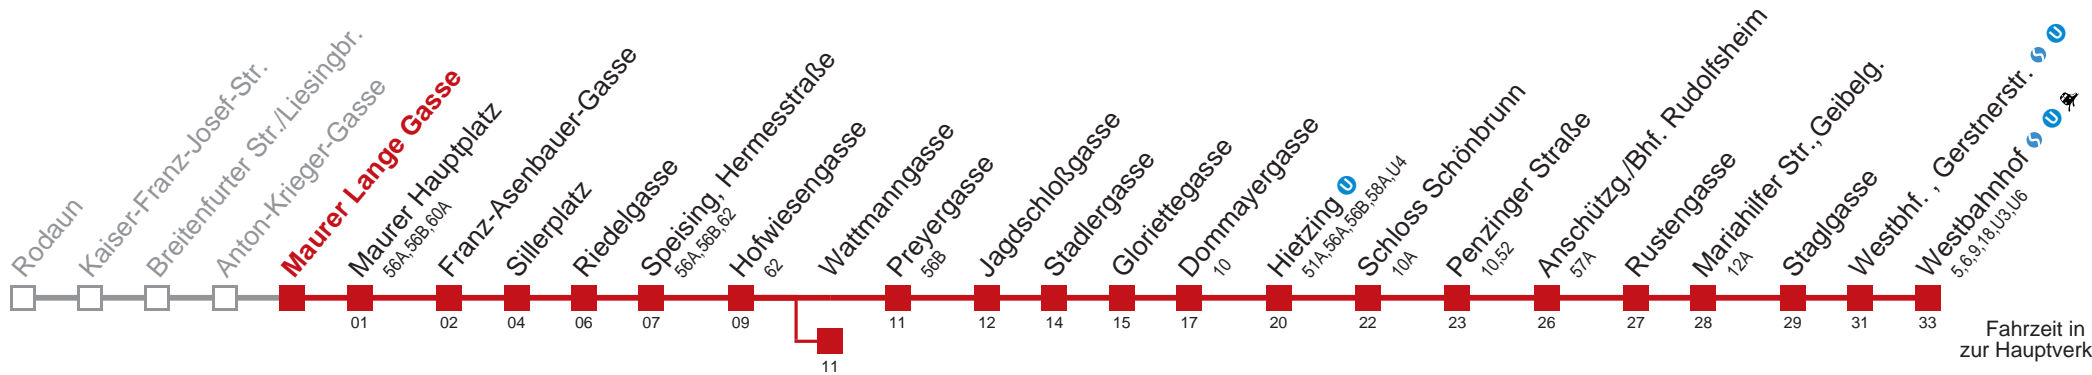 Rodaun
Kaiser-Franz-Josef-Str.
Breitenfurter Str./Liesingbr.
Anton-Krieger-Gasse
Maurer Lange Gasse
Maurer Hauptplatz
56A,56B,60A
Franz-Asenbauer-Gasse
Sillerplatz
Riedelgasse
Speising, Hermesstraße
56A,56B,62
Hofwiesengasse
62
Wattmanngasse
Preyergasse
56B
Jagdschloßgasse
Stadlergasse
Gloriettegasse
Dommayergasse
10
Hietzing U
51A,56A,56B,58A,U4
Schloss Schönbrunn
10A
Penzinger Straße
10,52
Anschützg./Bhf. Rudolfsheim
57A
Rustengasse
Mariahilfer Str., Geibelg.
12A
Staglgasse
Westbhf. , Gerstnerstr. S U
Westbahnhof S U
5,6,9,18,U3,U6
01 02 04 06 07 09 11 12 14 15 17 20 22 23 26 27 28 29 31 33
11
Fahrzeit in
zur Hauptverk